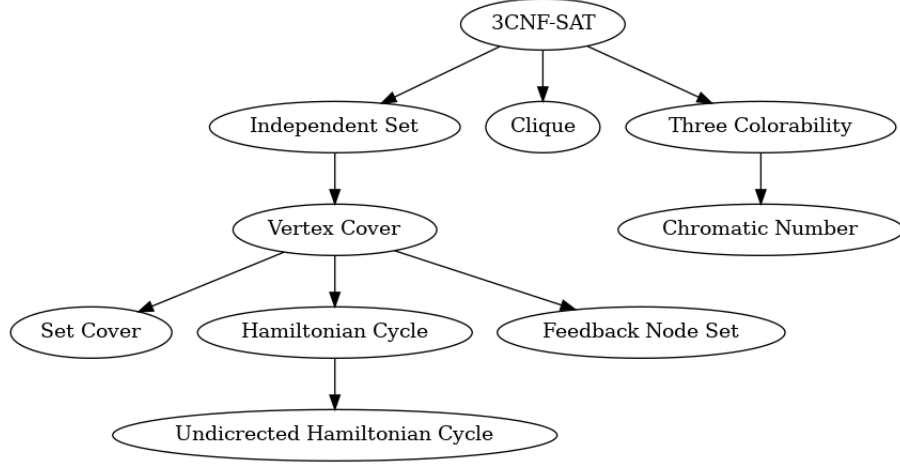 3CNF-SAT
Independent Set
Clique
Three Colorability
Vertex Cover
Chromatic Number
Set Cover
Hamiltonian Cycle
Feedback Node Set
Undicrected Hamiltonian Cycle